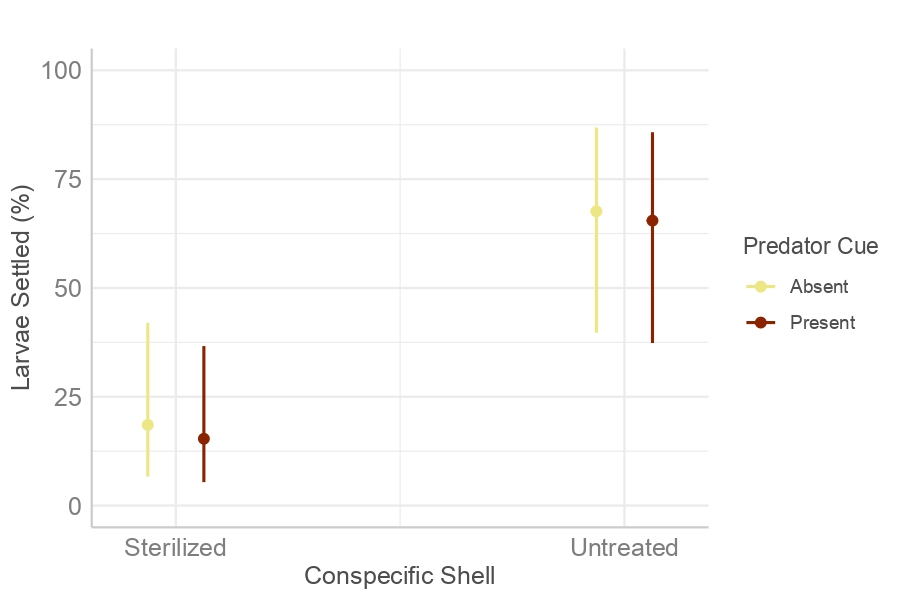 100
75
50
25
0
Larvae Settled (%)
Sterilized
Untreated
Conspecific Shell
Predator Cue
Absent
Present